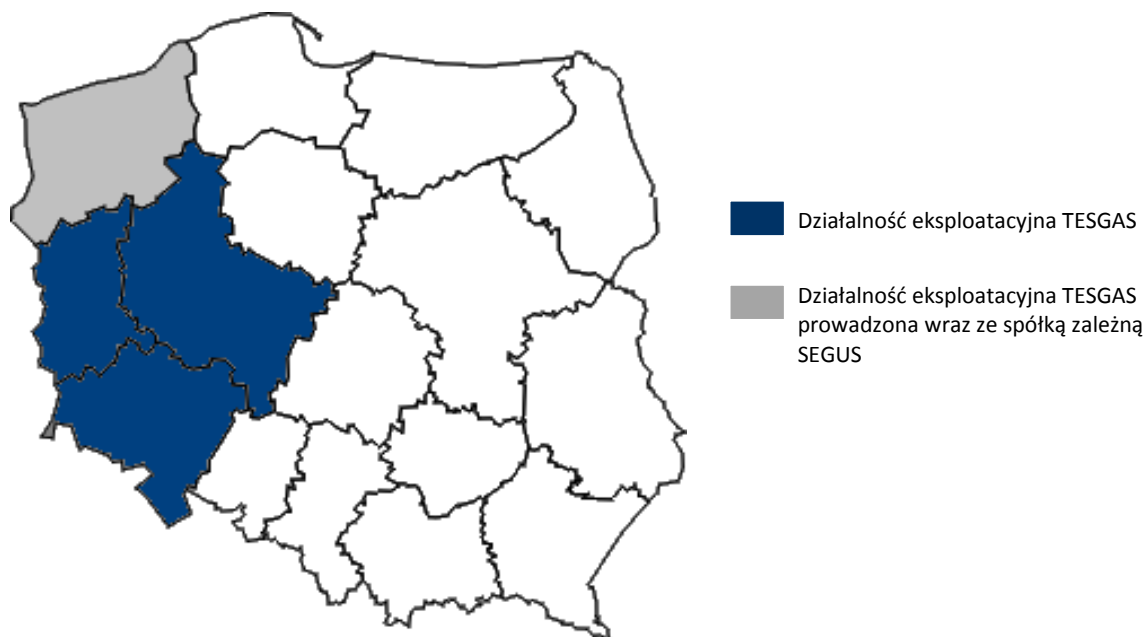 Działalność eksploatacyjna TESGAS
Działalność eksploatacyjna TESGAS
prowadzona wraz ze spółką zależną
SEGUS